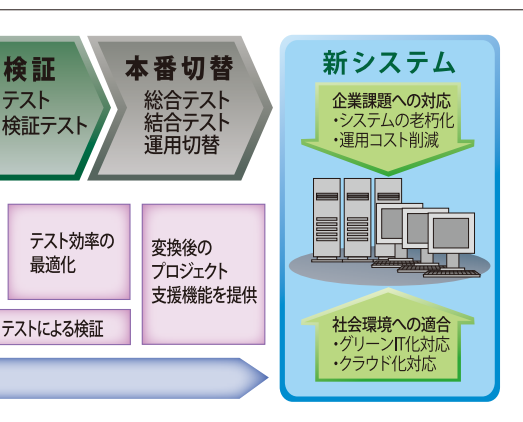 検証
テスト
検証テスト
本番切替
総合テスト
結合テスト
運用切替
新システム
企業課題への対応
・システムの老朽化
・運用コスト削減
テスト効率の
最適化
テストによる検証
変換後の
プロジェクト
支援機能を提供
社会環境への適合
・グリーンIT化対応
・クラウド化対応